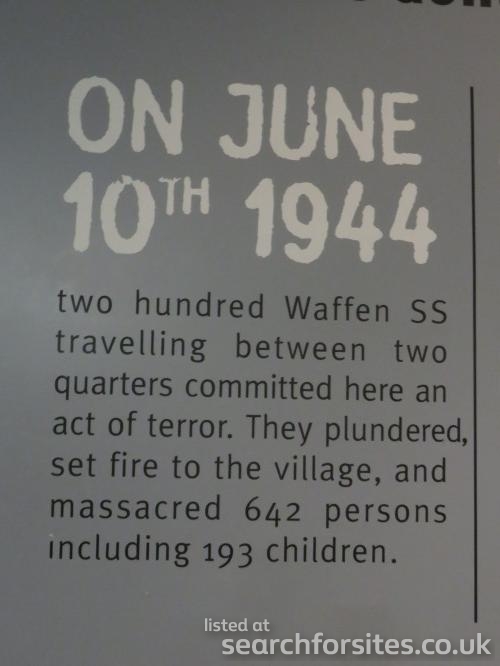 ON JUNE
10TH 1944
two hundred Waffen SS
travelling between two
quarters committed here an
act of terror. They plundered,
set fire to the village, and
massacred 642 persons
including 193 children.
listed at
searchforsites.co.uk